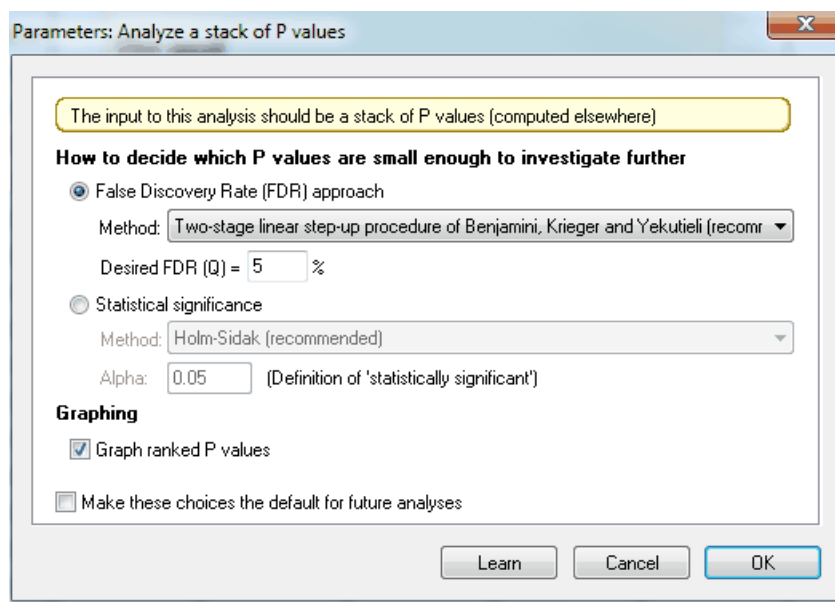 Parameters: Analyze a stack of P values
The input to this analysis should be a stack of P values (computed elsewhere)
How to decide which P values are small enough to investigate further
False Discovery Rate (FDR) approach
Method: Two-stage linear step-up procedure of Benjamini, Krieger and Yekutieli (recomr
Desired FDR (Q) = 5 %
Statistical significance
Method: Holm-Sidak (recommended)
Alpha: 0.05 (Definition of 'statistically significant')
Graphing
Graph ranked P values
Make these choices the default for future analyses
Learn Cancel OK